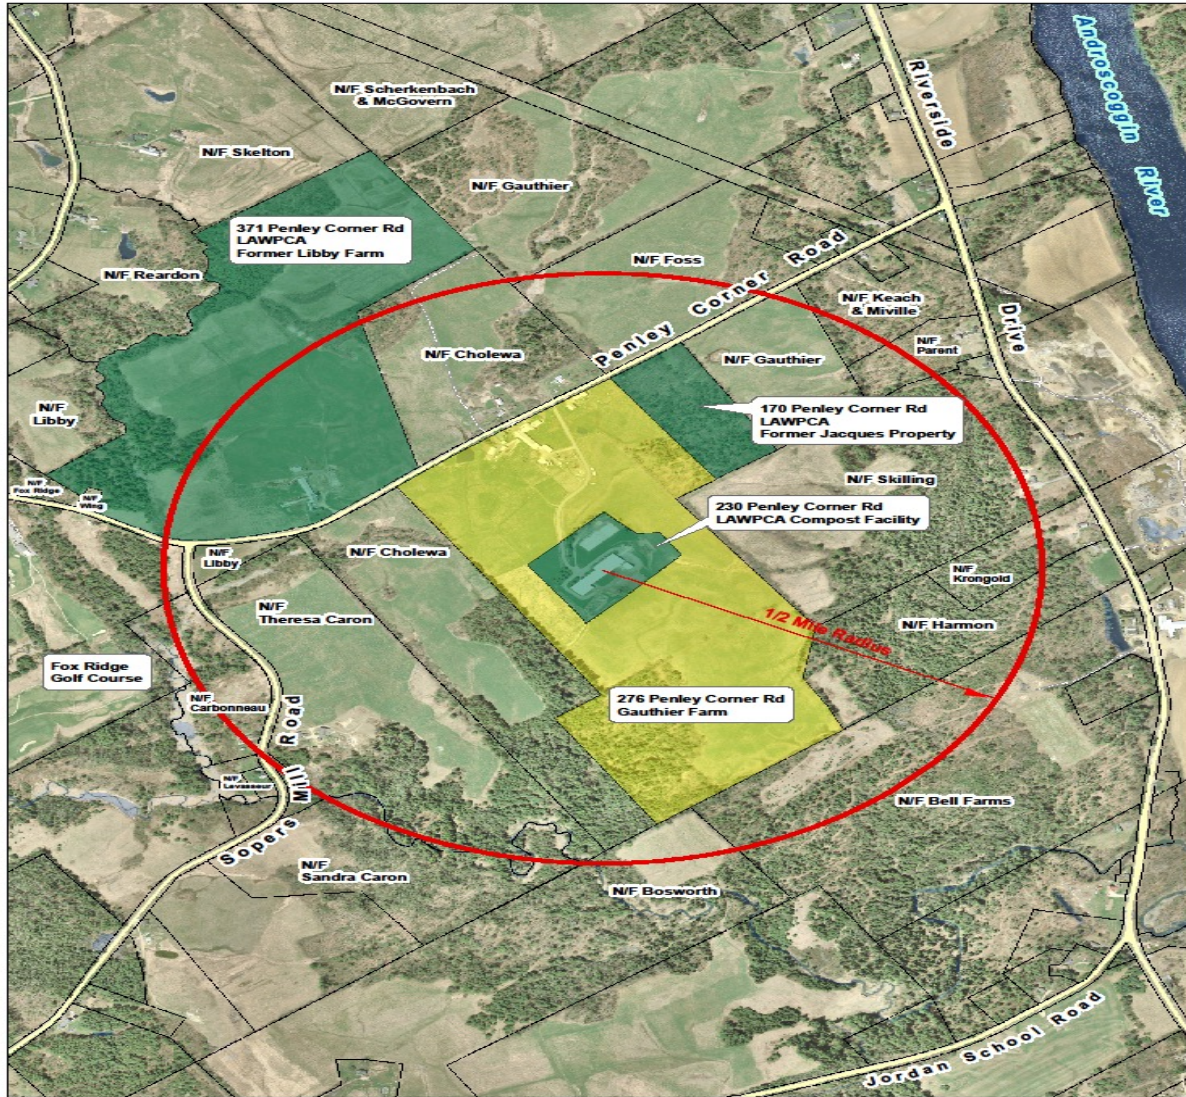 Androscoggin River
Riverside
N/F Scherkenbach
& McGovern
N/F Skelton
N/F Gauthier
371 Penley Corner Rd
LAWPCA
Former Libby Farm
N/F Reardon
N/F Foss
Penley Corner Road
N/F Keach
& Miville
Drive
N/F
Parent
N/F Cholewa
N/F Gauthier
N/F
Libby
170 Penley Corner Rd
LAWPCA
Former Jacques Property
N/F
Fox Ridge
N/F
Wing
N/F Skilling
230 Penley Corner Rd
LAWPCA Compost Facility
N/F
Libby
N/F Cholewa
N/F
Krongold
N/F
Theresa Caron
1/2 Mile Radius
N/F Harmon
Fox Ridge
Golf Course
N/F
Carbonneau
276 Penley Corner Rd
Gauthier Farm
N/F
Levasseur
Sopers Mill Road
N/F Bell Farms
N/F
Sandra Caron
N/F Bosworth
Jordan School Road